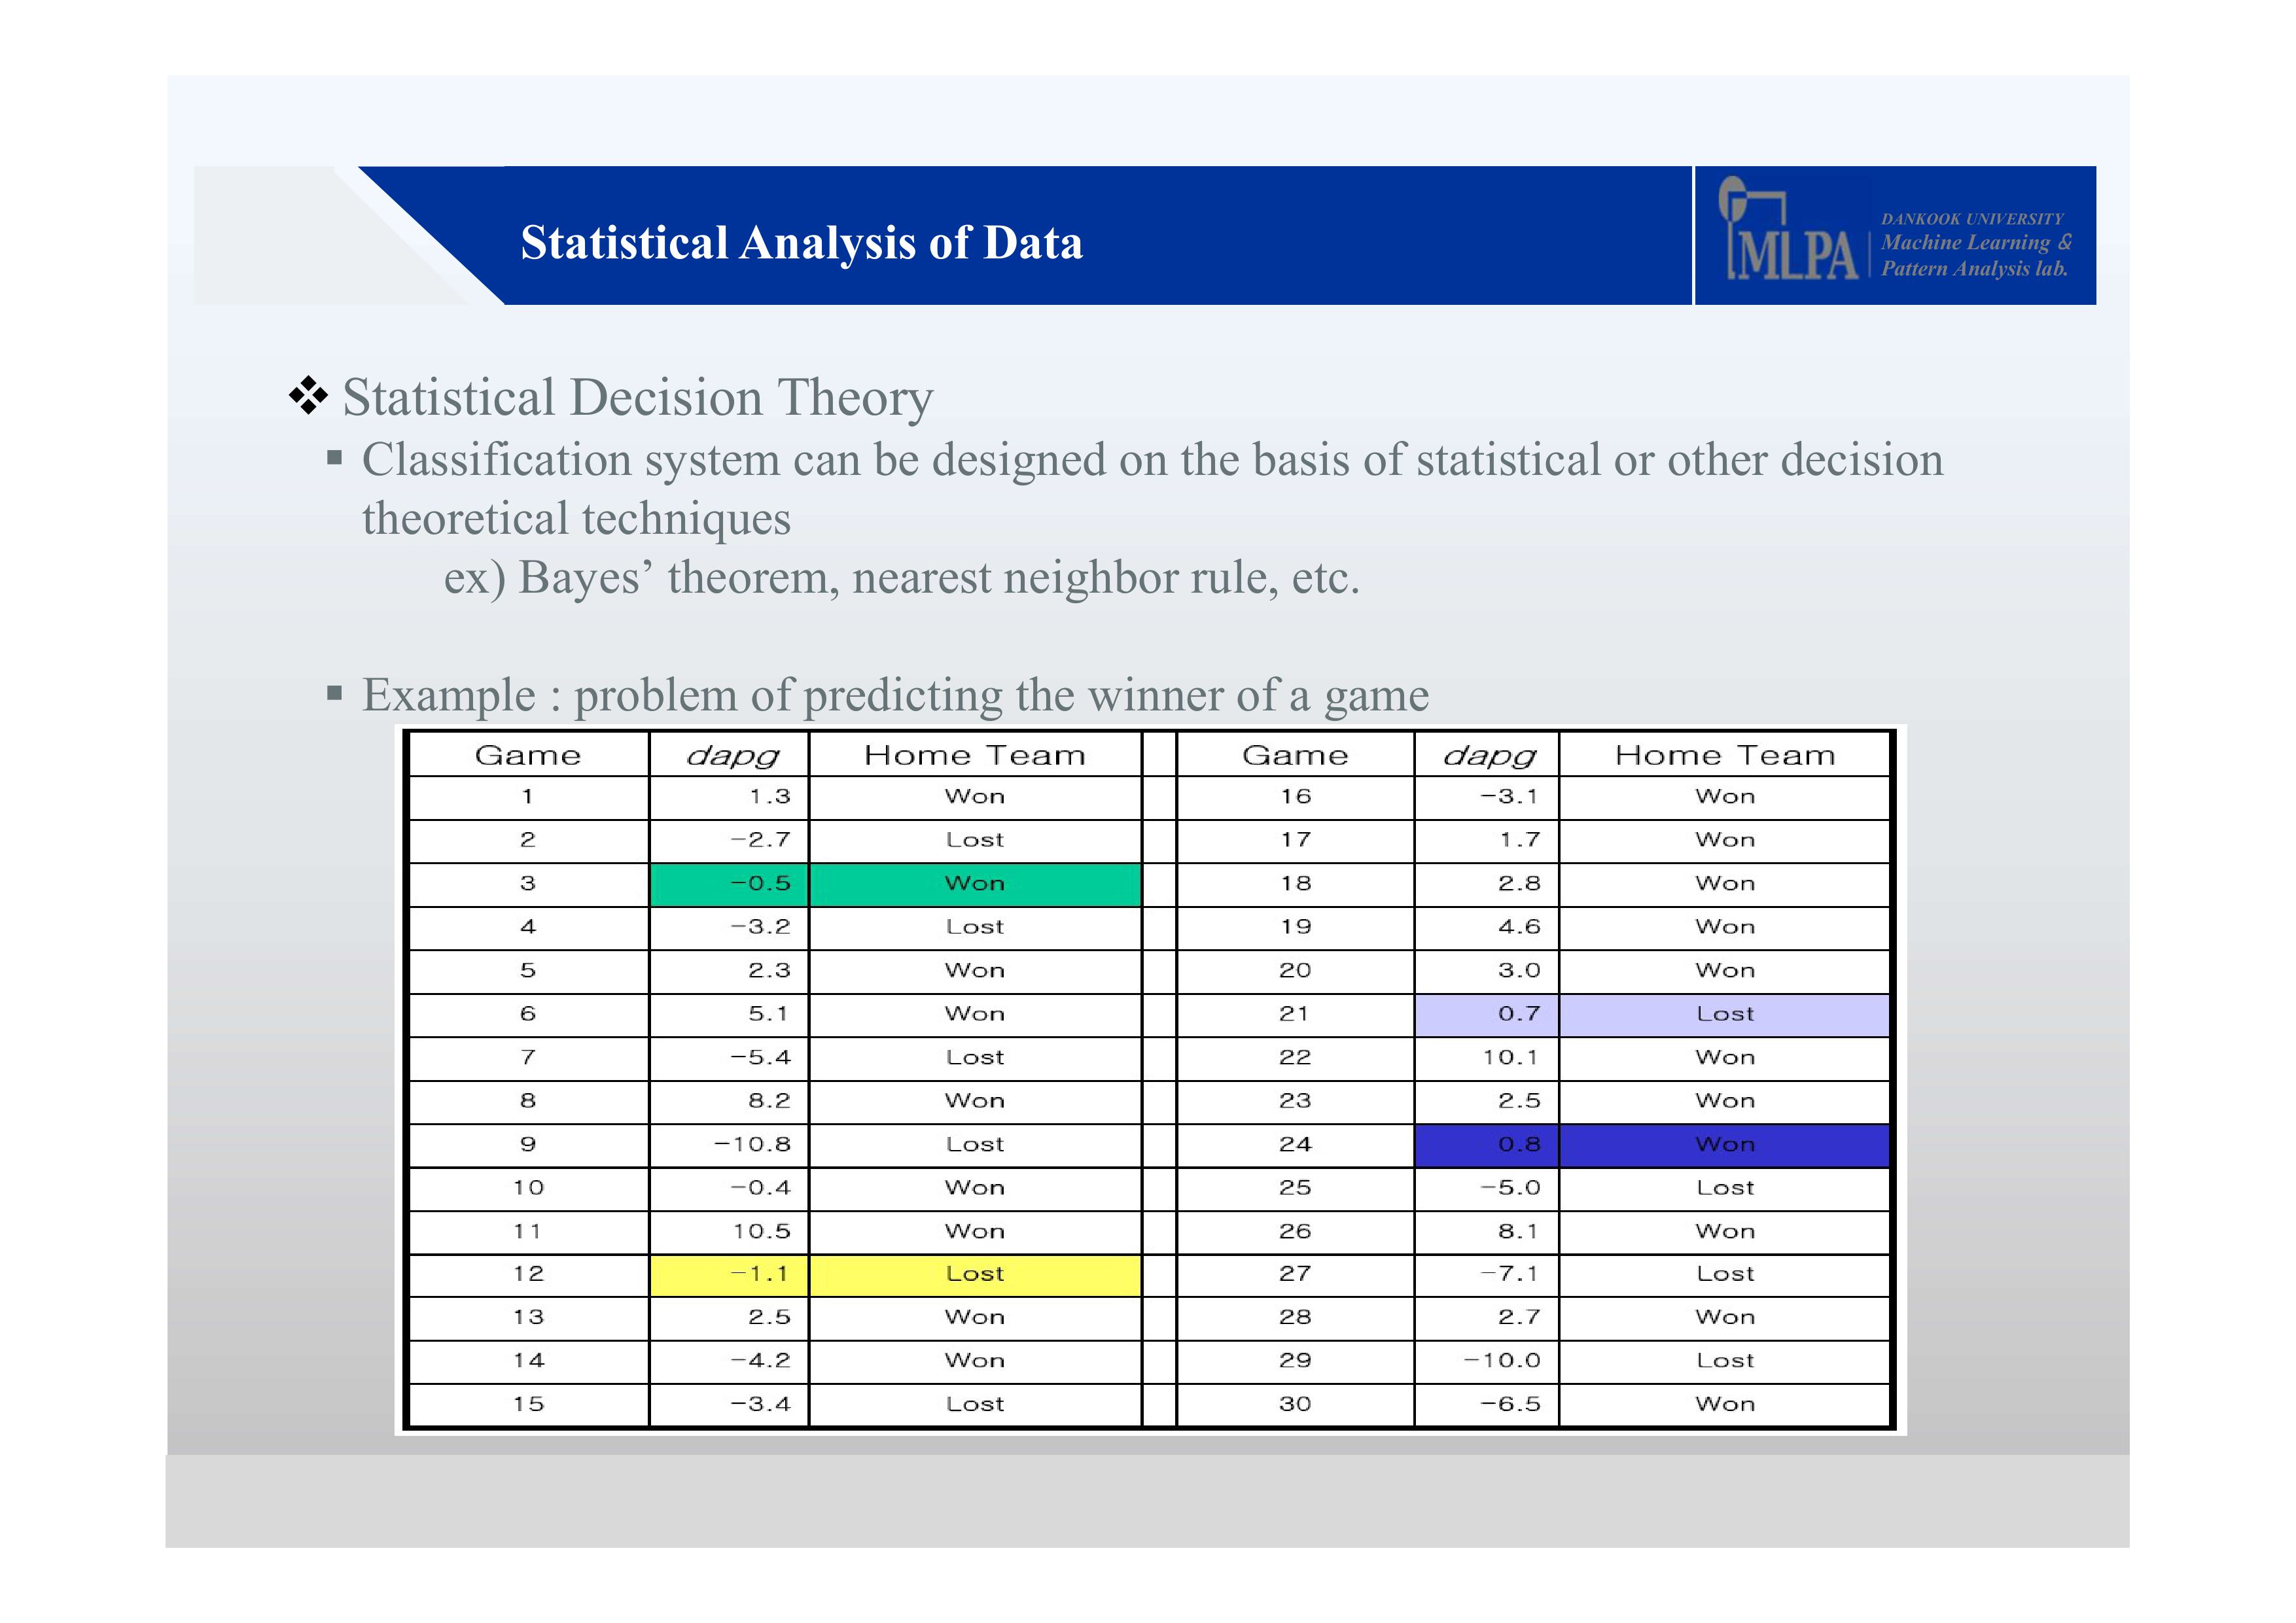 Statistical Analysis of Data
MLPA
DANKOOK UNIVERSITY
Machine Learning &
Pattern Analysis lab.
❖ Statistical Decision Theory
▪ Classification system can be designed on the basis of statistical or other decision
theoretical techniques
ex) Bayes’ theorem, nearest neighbor rule, etc.
▪ Example : problem of predicting the winner of a game
Game dapg Home Team Game dapg Home Team
1 1.3 Won 16 −3.1 Won
2 −2.7 Lost 17 1.7 Won
3 −0.5 Won 18 2.8 Won
4 −3.2 Lost 19 4.6 Won
5 2.3 Won 20 3.0 Won
6 5.1 Won 21 0.7 Lost
7 −5.4 Lost 22 10.1 Won
8 8.2 Won 23 2.5 Won
9 −10.8 Lost 24 0.8 Won
10 −0.4 Won 25 −5.0 Lost
11 10.5 Won 26 8.1 Won
12 −1.1 Lost 27 −7.1 Lost
13 2.5 Won 28 2.7 Won
14 −4.2 Won 29 −10.0 Lost
15 −3.4 Lost 30 −6.5 Won